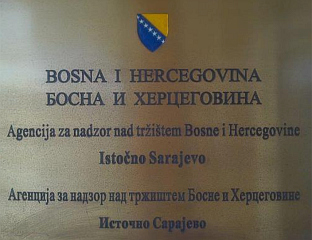 BOSNA I HERCEGOVINA
БОСНА И ХЕРЦЕГОВИНА
Agencija za nadzor nad tržištem Bosne i Hercegovine
Istočno Sarajevo
Агенција за надзор над тржиштем Босне и Херцеговине
Источно Сарајево